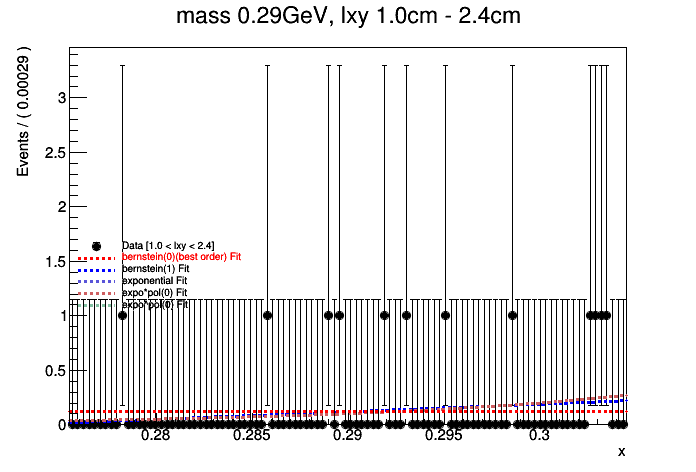 mass 0.29GeV, lxy 1.0cm - 2.4cm
Events / ( 0.00029 )
3
2.5
2
1.5
1
0.5
0
Data [1.0 < lxy < 2.4]
bernstein(0)(best order) Fit
bernstein(1) Fit
exponential Fit
expo*pol(0) Fit
expo*pol(0) Fit
0.28 0.285 0.29 0.295 0.3
x